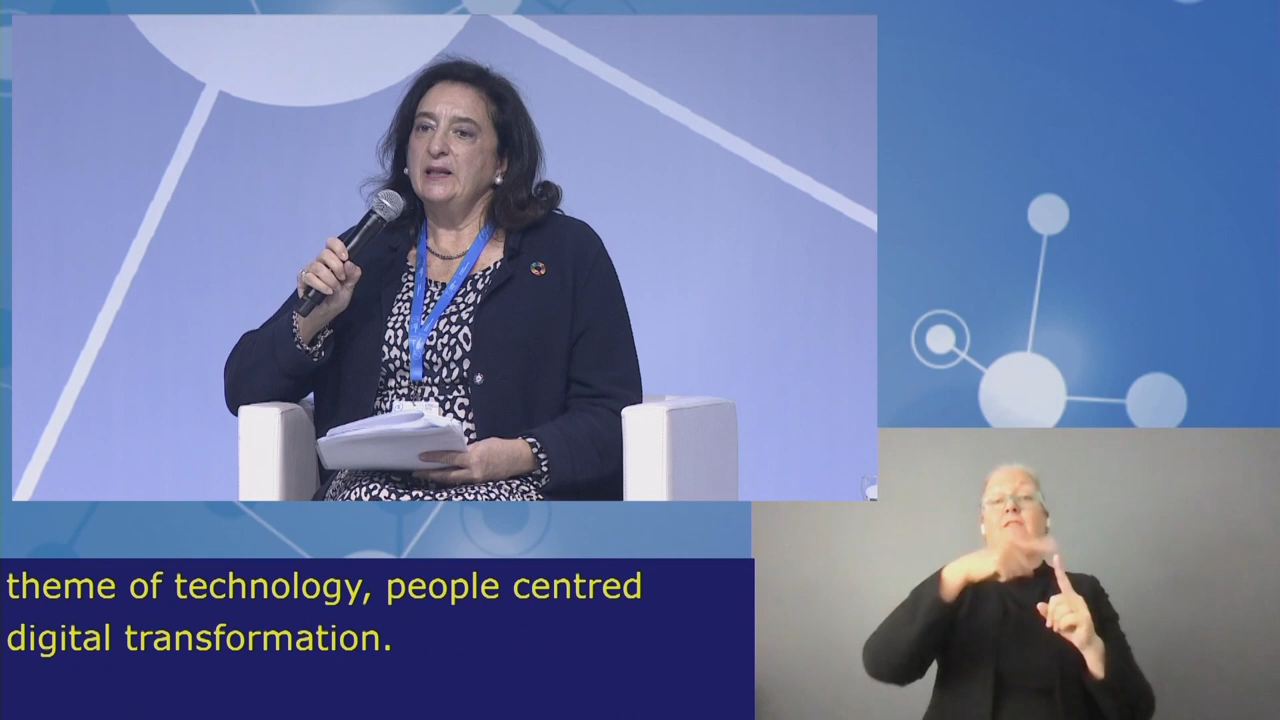 theme of technology, people centred
digital transformation.